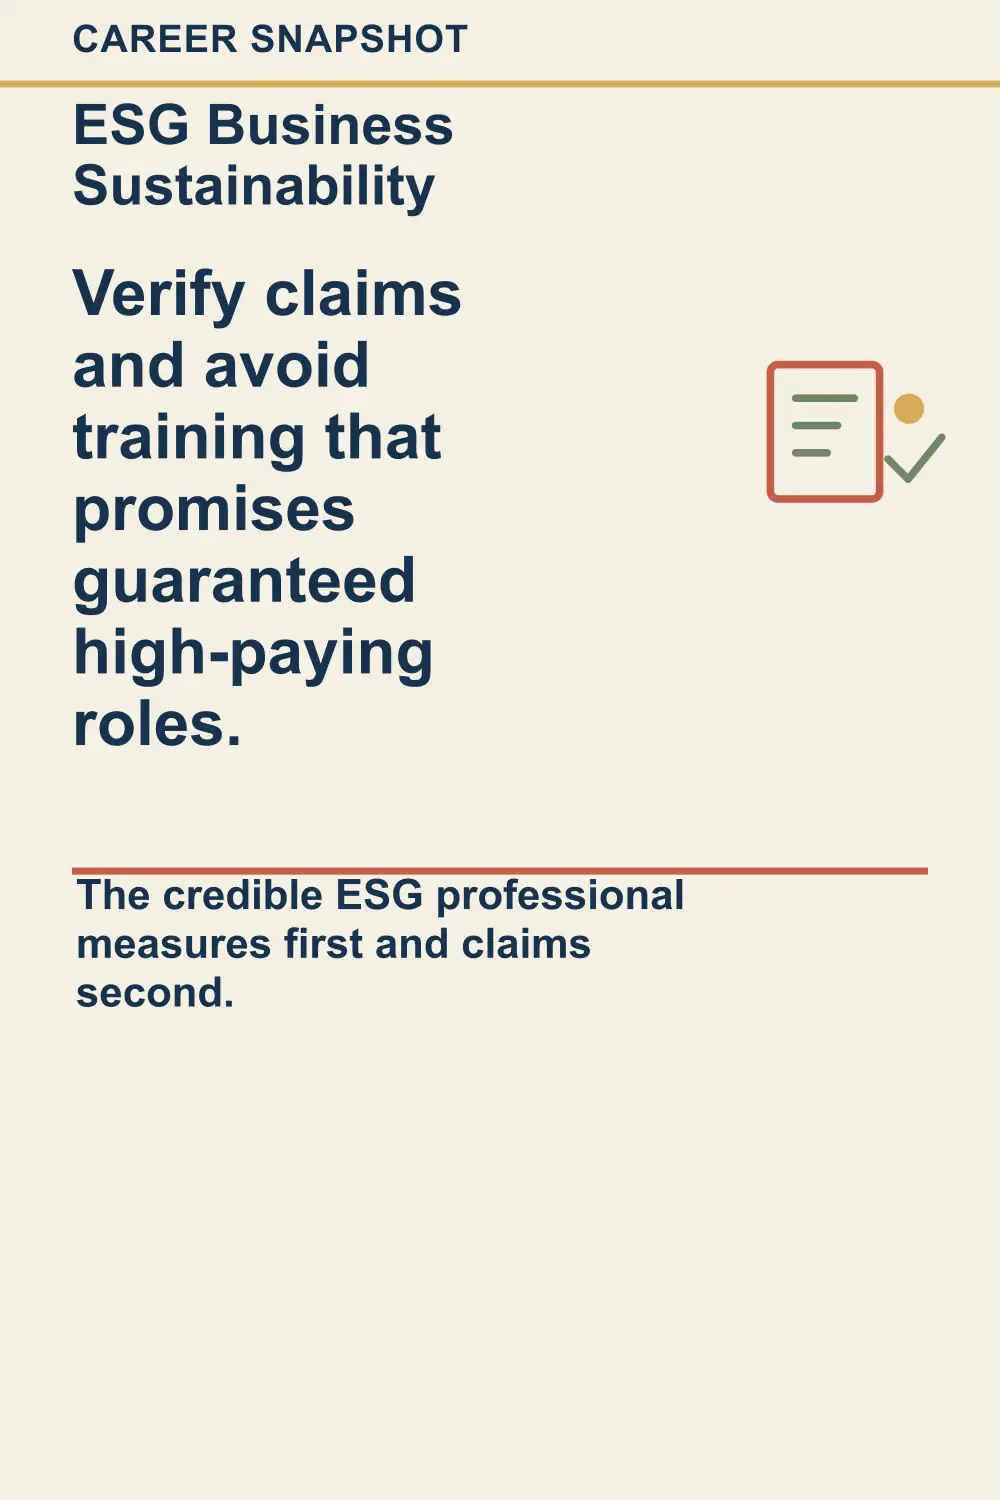 CAREER SNAPSHOT
ESG Business
Sustainability
Verify claims
and avoid
training that
promises
guaranteed
high-paying
roles.
The credible ESG professional
measures first and claims
second.